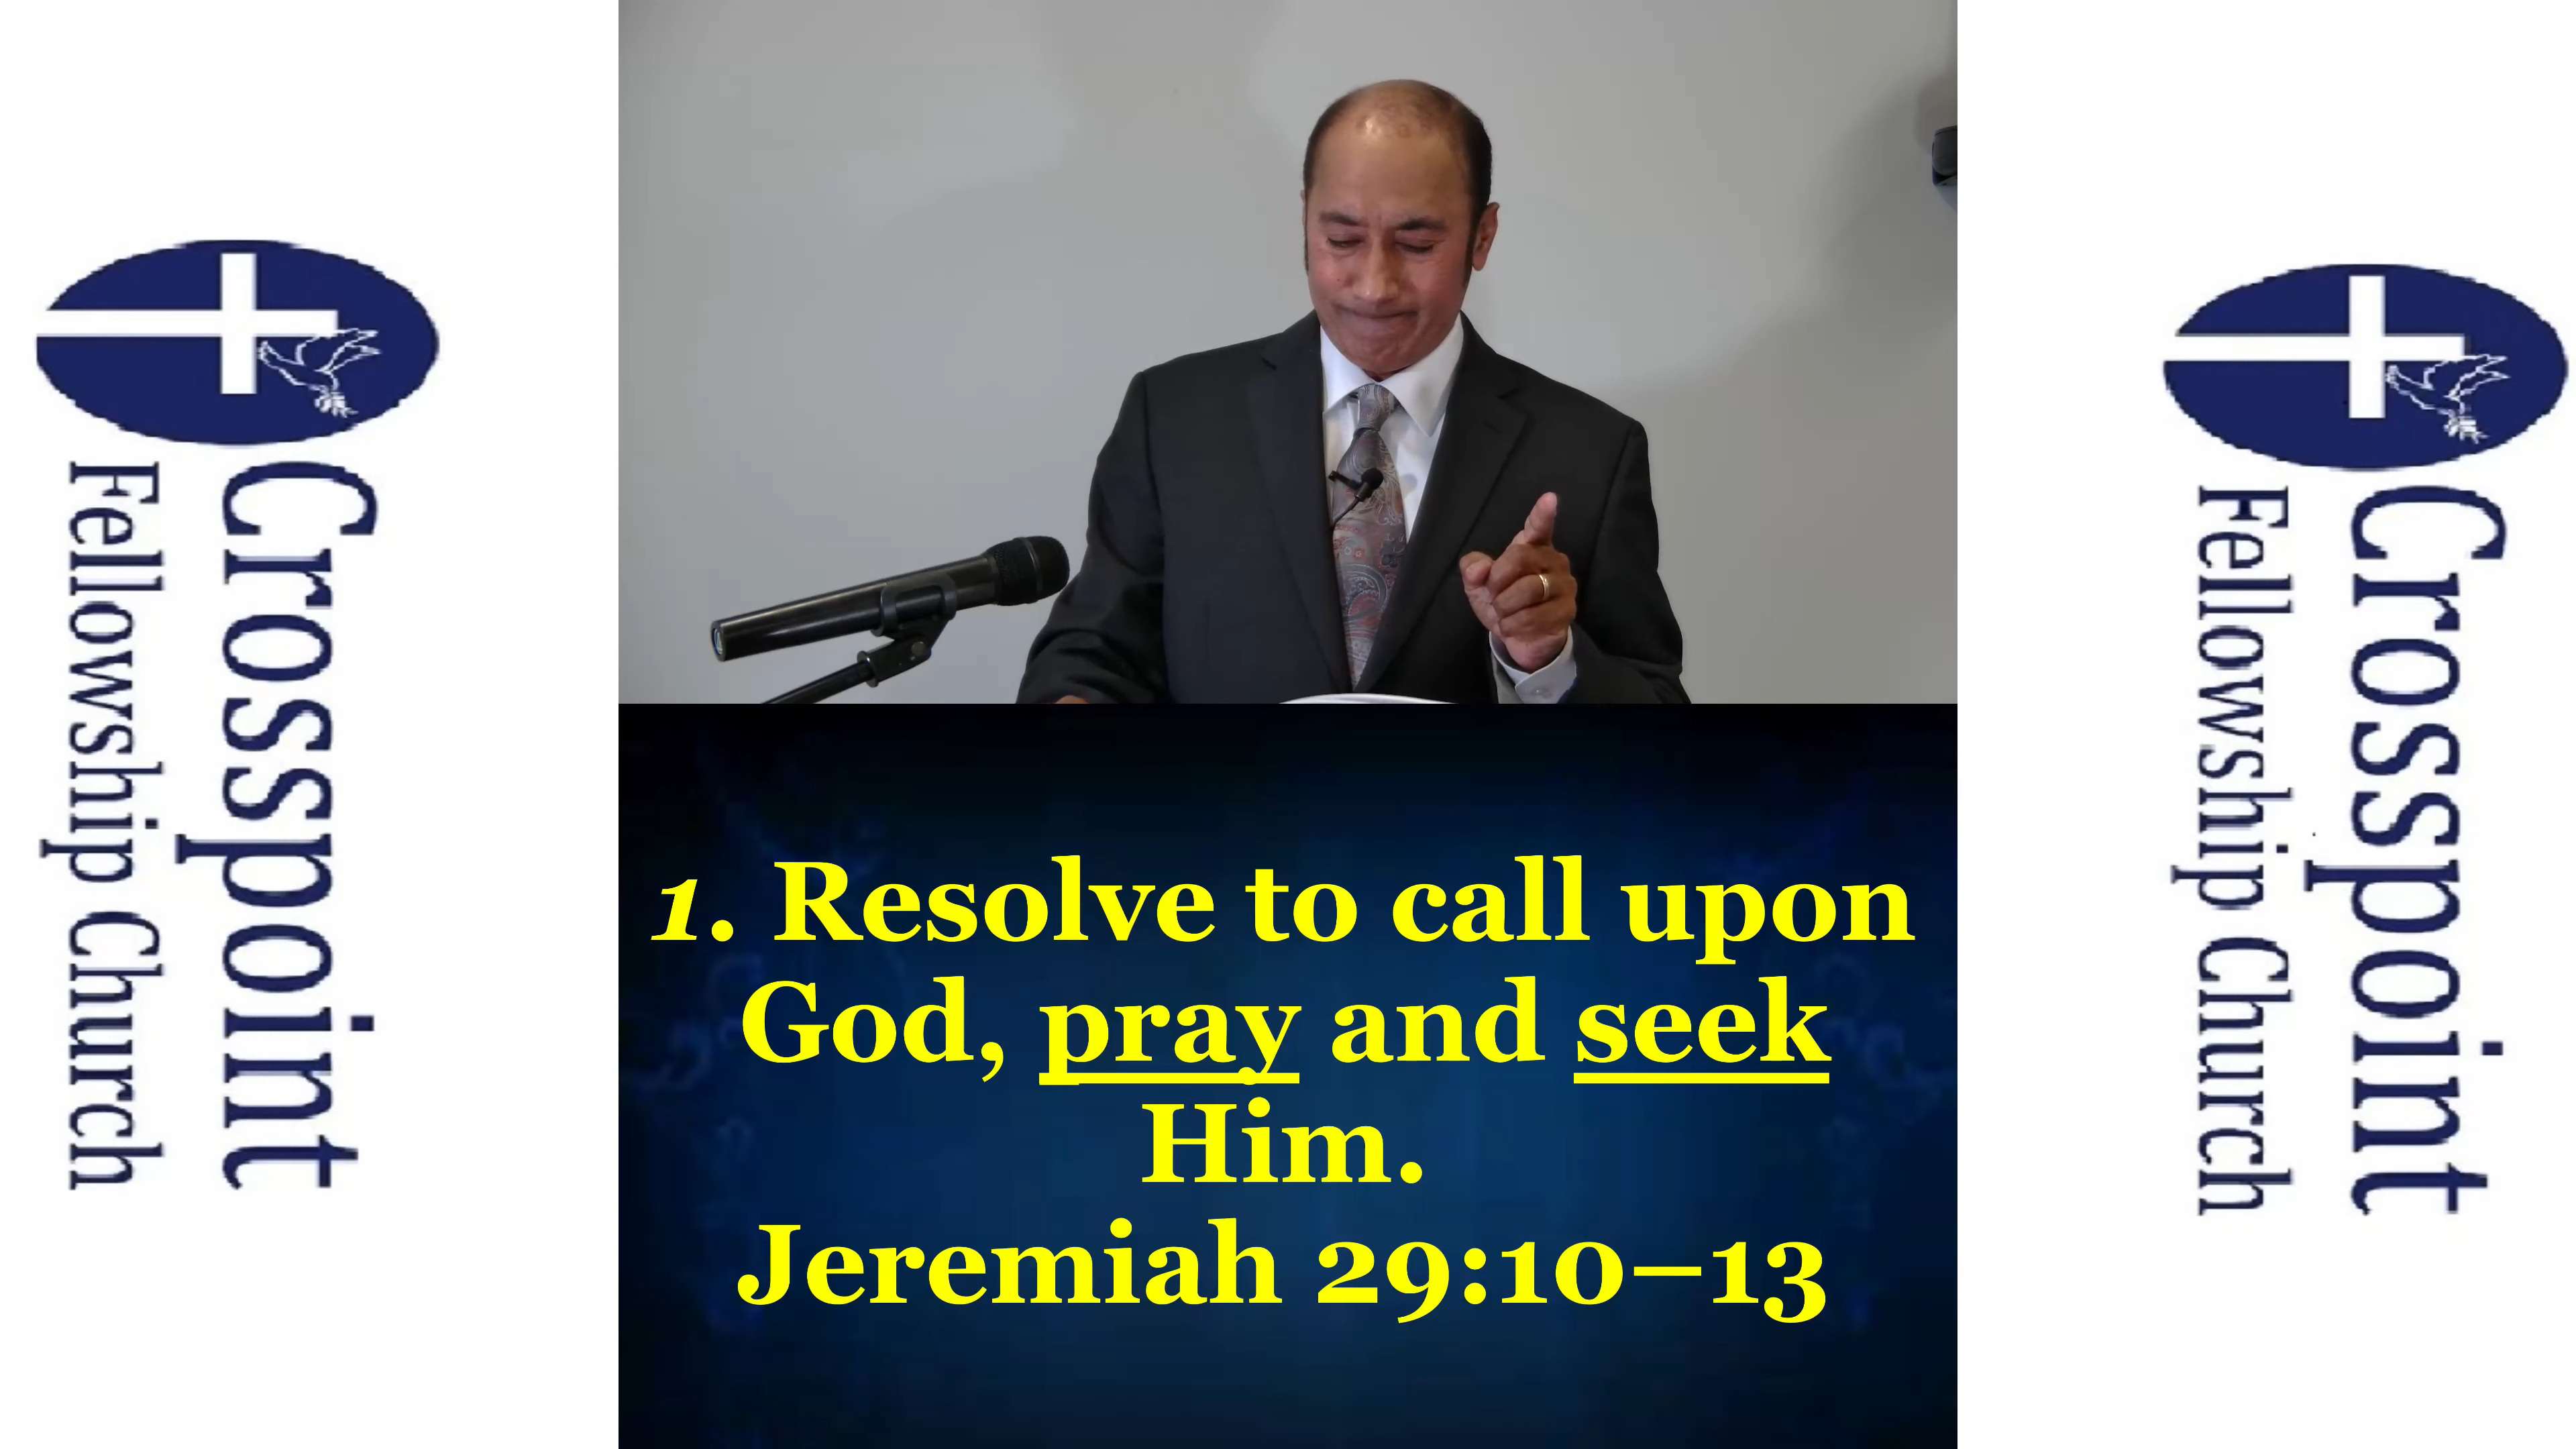 Crosspoint
Fellowship Church
1. Resolve to call upon
God, pray and seek
Him.
Jeremiah 29:10–13
Crosspoint
Fellowship Church